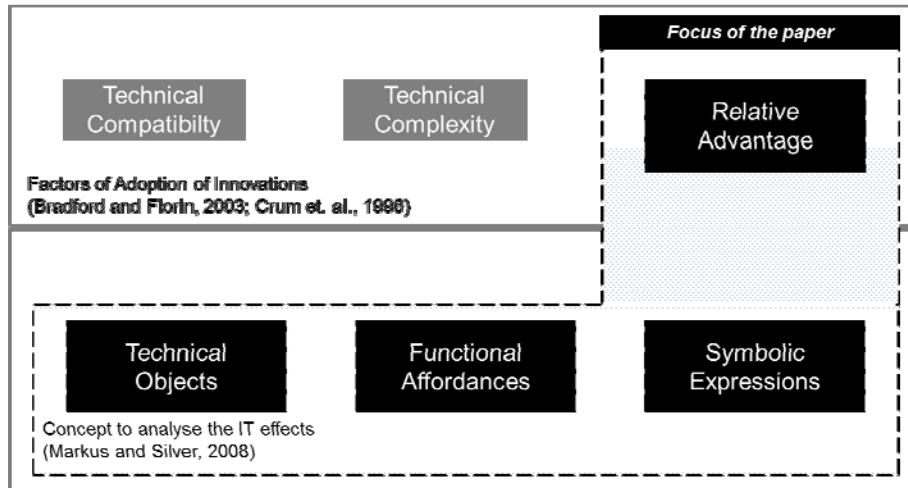 Focus of the paper
Technical
Compatibilty
Technical
Complexity
Relative
Advantage
Factors of Adoption of Innovations
(Bradford and Florin, 2003; Crum et. al., 1996)
Technical
Objects
Functional
Affordances
Symbolic
Expressions
Concept to analyse the IT effects
(Markus and Silver, 2008)